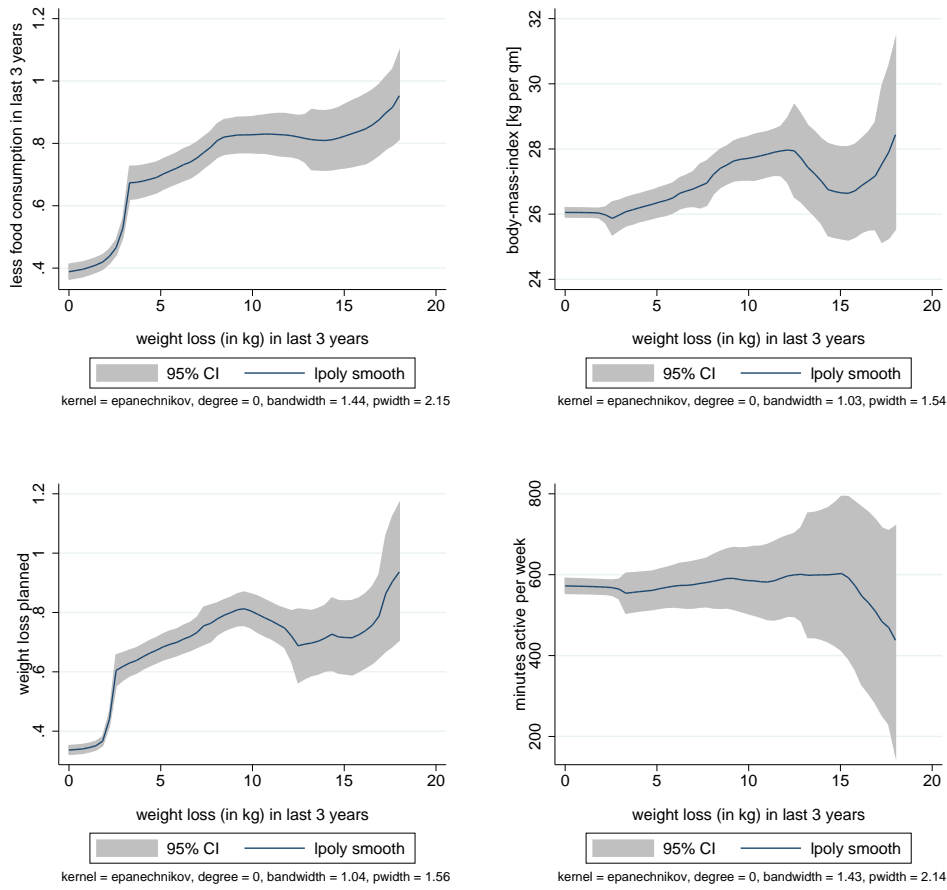 less food consumption in last 3 years
1.2
1
.8
.6
.4
0 5 10 15 20
weight loss (in kg) in last 3 years
95% CI lpoly smooth
kernel = epanechnikov, degree = 0, bandwidth = 1.44, pwidth = 2.15
body-mass-index [kg per qm]
32
30
28
26
24
0 5 10 15 20
weight loss (in kg) in last 3 years
95% CI lpoly smooth
kernel = epanechnikov, degree = 0, bandwidth = 1.03, pwidth = 1.54
weight loss planned
1.2
1
.8
.6
.4
0 5 10 15 20
weight loss (in kg) in last 3 years
95% CI lpoly smooth
kernel = epanechnikov, degree = 0, bandwidth = 1.04, pwidth = 1.56
minutes active per week
800
600
400
200
0 5 10 15 20
weight loss (in kg) in last 3 years
95% CI lpoly smooth
kernel = epanechnikov, degree = 0, bandwidth = 1.43, pwidth = 2.14